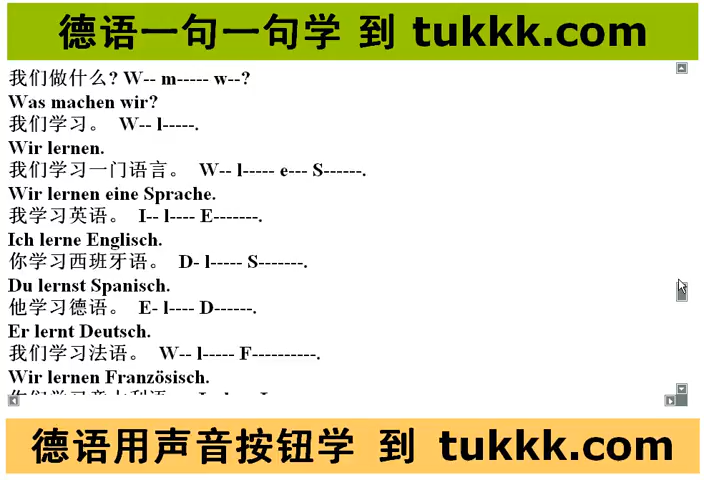 德语一句一句学 到 tukkk.com
我们做什么? W-- m----- w--?
Was machen wir?
我们学习。 W-- l-----.
Wir lernen.
我们学习一门语言。 W-- l----- e--- S------.
Wir lernen eine Sprache.
我学习英语。 I-- l---- E-------.
Ich lerne Englisch.
你学习西班牙语。 D- l----- S-------.
Du lernst Spanisch.
他学习德语。 E- l---- D------.
Er lernt Deutsch.
我们学习法语。 W-- l----- F----------.
Wir lernen Französisch.
德语用声音按钮学 到 tukkk.com